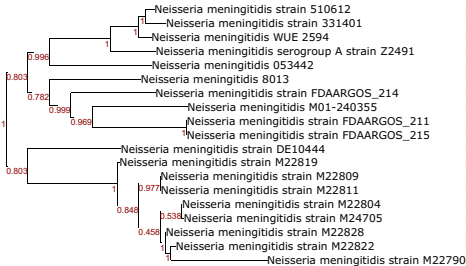 Neisseria meningitidis strain 510612
1
Neisseria meningitidis strain 331401
1
Neisseria meningitidis WUE 2594
1
Neisseria meningitidis serogroup A strain Z2491
0.996
Neisseria meningitidis 053442
0.803
Neisseria meningitidis 8013
0.782
Neisseria meningitidis strain FDAARGOS_214
0.999
Neisseria meningitidis M01-240355
0.969
Neisseria meningitidis strain FDAARGOS_211
1
1
Neisseria meningitidis strain FDAARGOS_215
Neisseria meningitidis strain DE10444
Neisseria meningitidis strain M22819
0.803
Neisseria meningitidis strain M22809
1
0.977
Neisseria meningitidis strain M22811
Neisseria meningitidis strain M22804
0.848
0.538
Neisseria meningitidis strain M24705
0.458
Neisseria meningitidis strain M22828
Neisseria meningitidis strain M22822
1
1
Neisseria meningitidis strain M22790